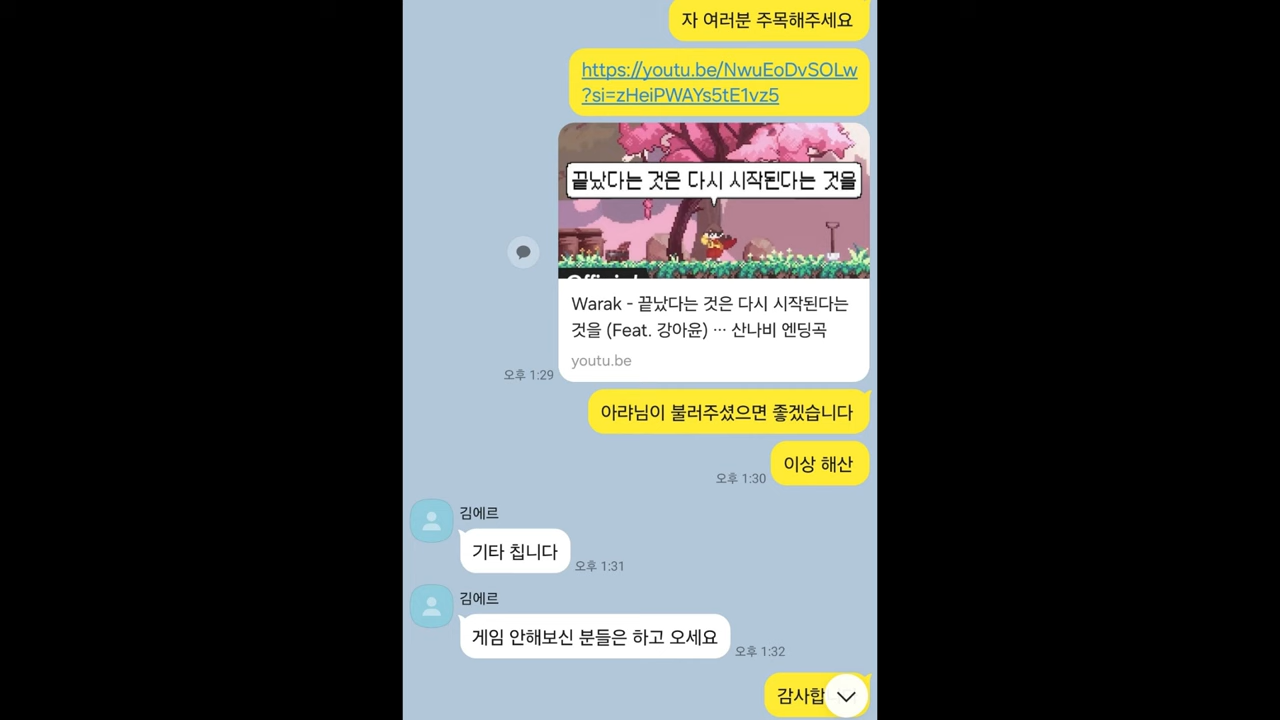 자 여러분 주목해주세요
https://youtu.be/NwuEoDvSOLw
?si=zHeiPWAYs5tE1vz5
끝났다는 것은 다시 시작된다는 것을
Warak - 끝났다는 것은 다시 시작된다는
것을 (Feat. 강아윤) ··· 산나비 엔딩곡
youtu.be
오후 1:29
아랴님이 불러주셨으면 좋겠습니다
이상 해산
오후 1:30
김에르
기타 칩니다
오후 1:31
김에르
게임 안해보신 분들은 하고 오세요
오후 1:32
감사합